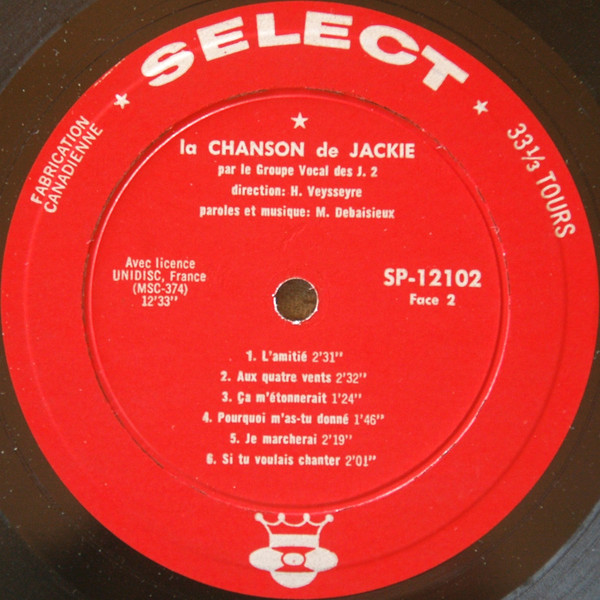 SELECT
FABRICATION
CANADIENNE
33 1/3 TOURS
la CHANSON de JACKIE
par le Groupe Vocal des J. 2
direction: H. Veysseyre
paroles et musique: M. Debaisieux
Avec licence
UNIDISC, France
(MSC-374)
12'33"
SP-12102
Face 2
1. L'amitié 2'31"
2. Aux quatre vents 2'32"
3. Ça m'étonnerait 1'24"
4. Pourquoi m'as-tu donné 1'46"
5. Je marcherai 2'19"
6. Si tu voulais chanter 2'01"